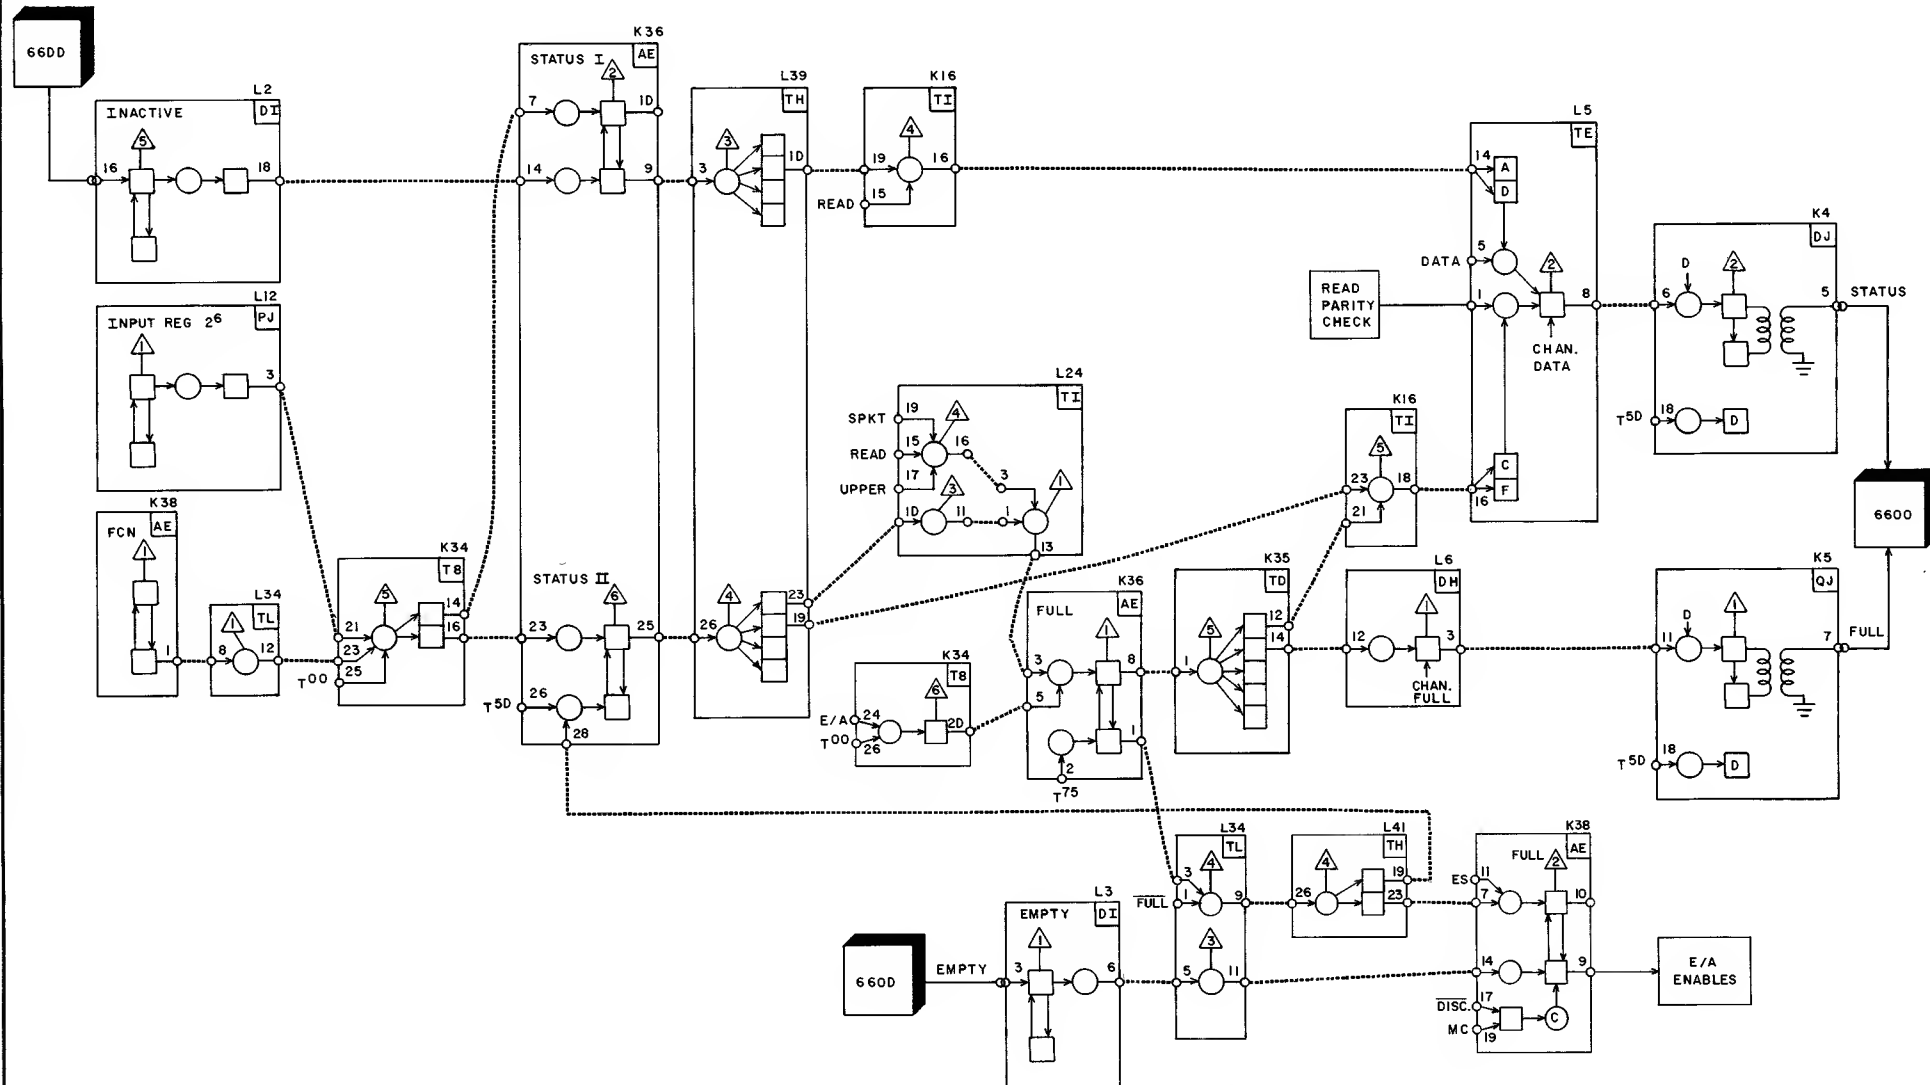 66DD
L2
DI
INACTIVE
5
16
18
L12
PJ
INPUT REG 2⁶
1
3
K38
AE
FCN
1
1
L34
TL
1
8
12
K34
T8
5
21
23
25
T00
14
16
K36
AE
STATUS I
2
7
1D
14
9
STATUS II
6
23
25
T5D
26
28
L39
TH
3
3
1D
4
26
23
19
K16
TI
4
19
16
READ
15
L24
TI
SPKT
19
4
READ
15
16
UPPER
17
3
3
1D
11
1
1
13
K34
T8
6
E/A
24
T00
26
2D
K36
AE
FULL
1
3
8
5
1
2
T75
K35
TD
5
1
12
14
K16
TI
5
23
18
21
L6
DH
1
12
3
CHAN.
FULL
L5
TE
14
A
D
DATA
5
2
READ
PARITY
CHECK
1
8
CHAN.
DATA
C
F
16
K4
DJ
D
2
6
5
STATUS
T5D
18
D
6600
K5
QJ
D
1
11
7
FULL
T5D
18
D
660D
EMPTY
L3
DI
EMPTY
1
3
6
L34
TL
4
3
FULL
1
9
3
5
11
L41
TH
4
26
19
23
K38
AE
FULL
2
ES
11
7
10
14
9
DISC.
17
MC
19
C
E/A
ENABLES